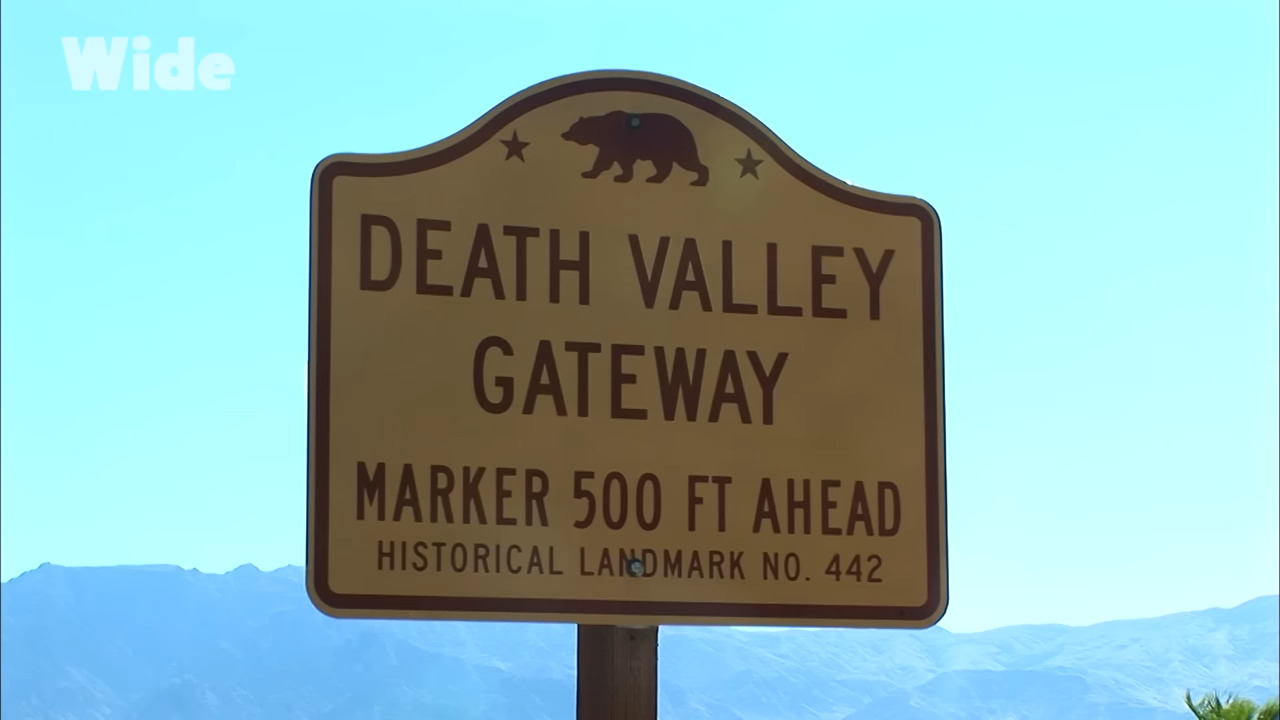 Wide
DEATH VALLEY
GATEWAY
MARKER 500 FT AHEAD
HISTORICAL LANDMARK NO. 442